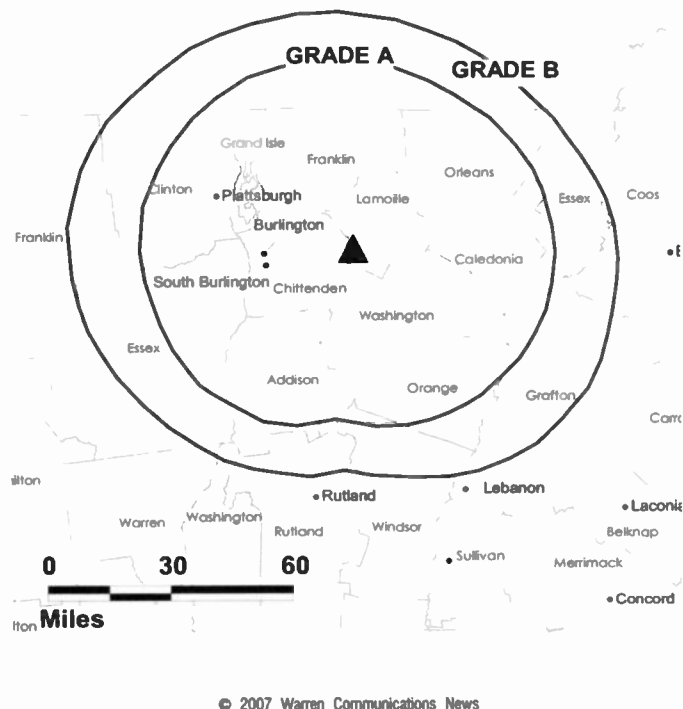 GRADE A
GRADE B
Grand Isle
Franklin
Orleans
Clinton
Plattsburgh
Lamoille
Essex
Coos
Burlington
Franklin
South Burlington
Chittenden
Caledonia
Washington
Essex
Addison
Orange
Grafton
Rutland
Lebanon
Warren
Washington
Rutland
Windsor
Belknap
Sullivan
Merrimack
0 30 60
Miles
Concord
© 2007 Warren Communications News